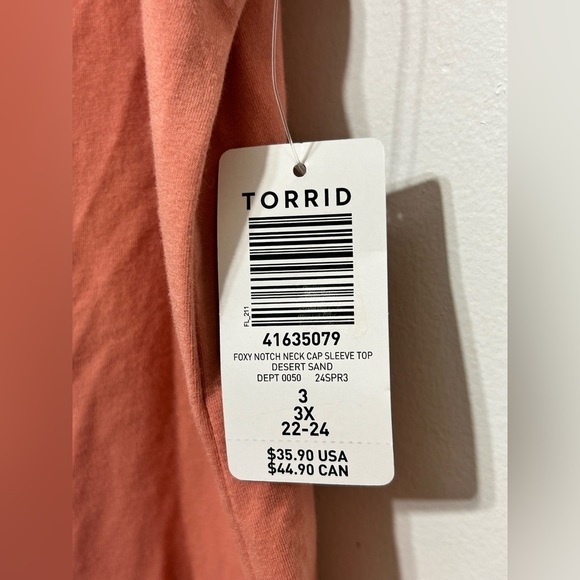 TORRID
FL_211
41635079
FOXY NOTCH NECK CAP SLEEVE TOP
DESERT SAND
DEPT 0050 24SPR3
3
3X
22-24
$35.90 USA
$44.90 CAN